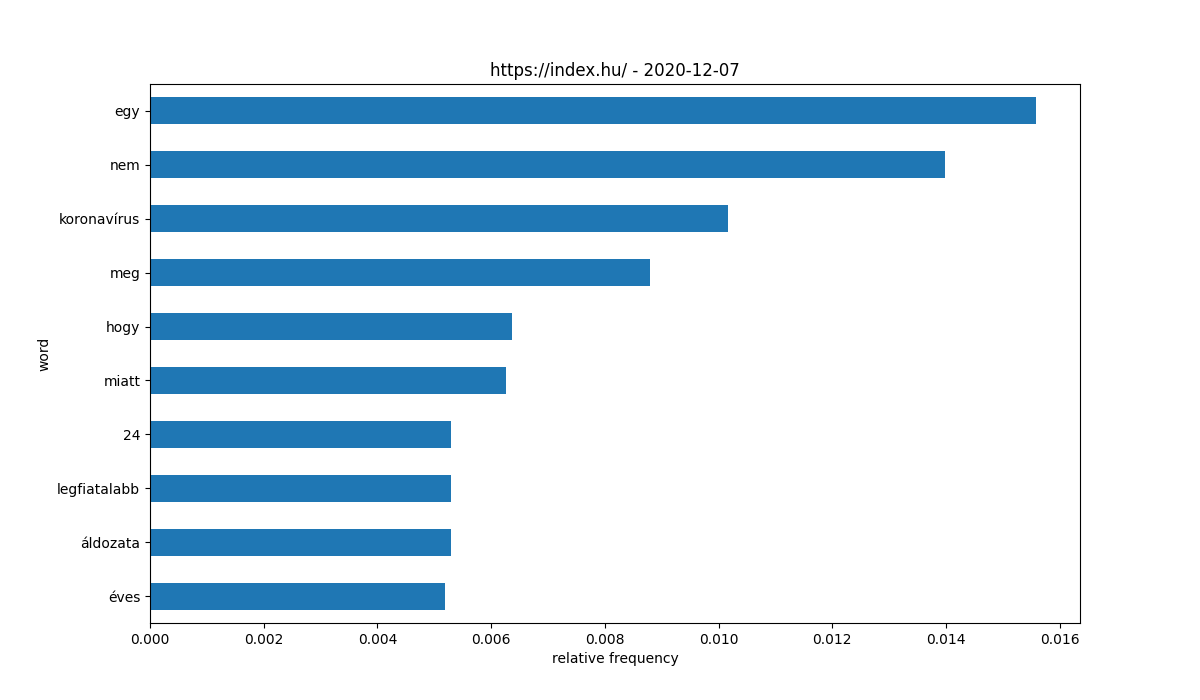 https://index.hu/ - 2020-12-07
egy
nem
koronavírus
meg
hogy
miatt
24
legfiatalabb
áldozata
éves
word
0.000 0.002 0.004 0.006 0.008 0.010 0.012 0.014 0.016
relative frequency